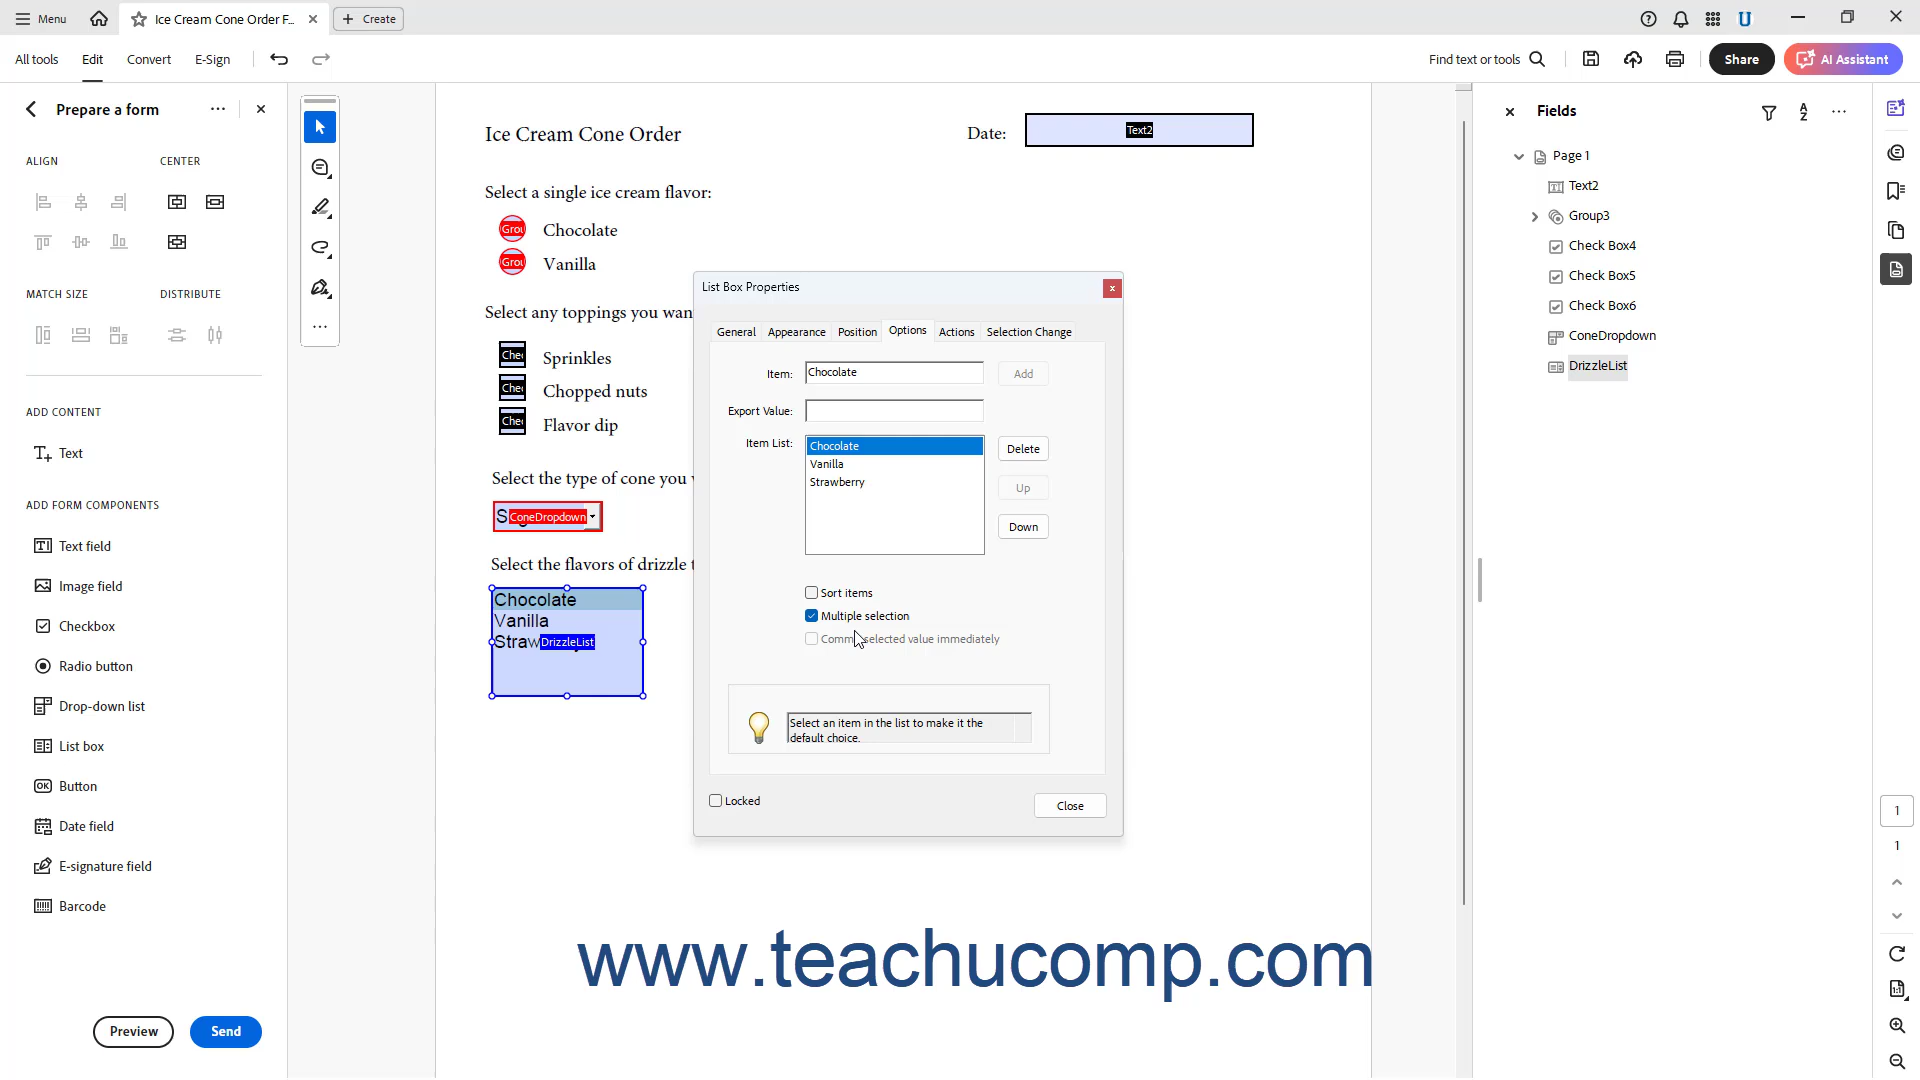 Menu
Ice Cream Cone Order F...
Create
All tools
Edit
Convert
E-Sign
Find text or tools
Share
AI Assistant
Prepare a form
ALIGN
CENTER
MATCH SIZE
DISTRIBUTE
ADD CONTENT
Text
ADD FORM COMPONENTS
Text field
Image field
Checkbox
Radio button
Drop-down list
List box
Button
Date field
E-signature field
Barcode
Preview
Send
Ice Cream Cone Order
Date:
Text2
Select a single ice cream flavor:
Grou
Chocolate
Grou
Vanilla
Select any toppings you wan
Chec
Sprinkles
Chec
Chopped nuts
Chec
Flavor dip
Select the type of cone you
ConeDropdown
Select the flavors of drizzle
Chocolate
Vanilla
Straw
DrizzleList
List Box Properties
General
Appearance
Position
Options
Actions
Selection Change
Item:
Chocolate
Add
Export Value:
Item List:
Chocolate
Vanilla
Strawberry
Delete
Up
Down
Sort items
Multiple selection
Commit selected value immediately
Select an item in the list to make it the
default choice.
Locked
Close
www.teachucomp.com
Fields
Page 1
Text2
Group3
Check Box4
Check Box5
Check Box6
ConeDropdown
DrizzleList
1
1